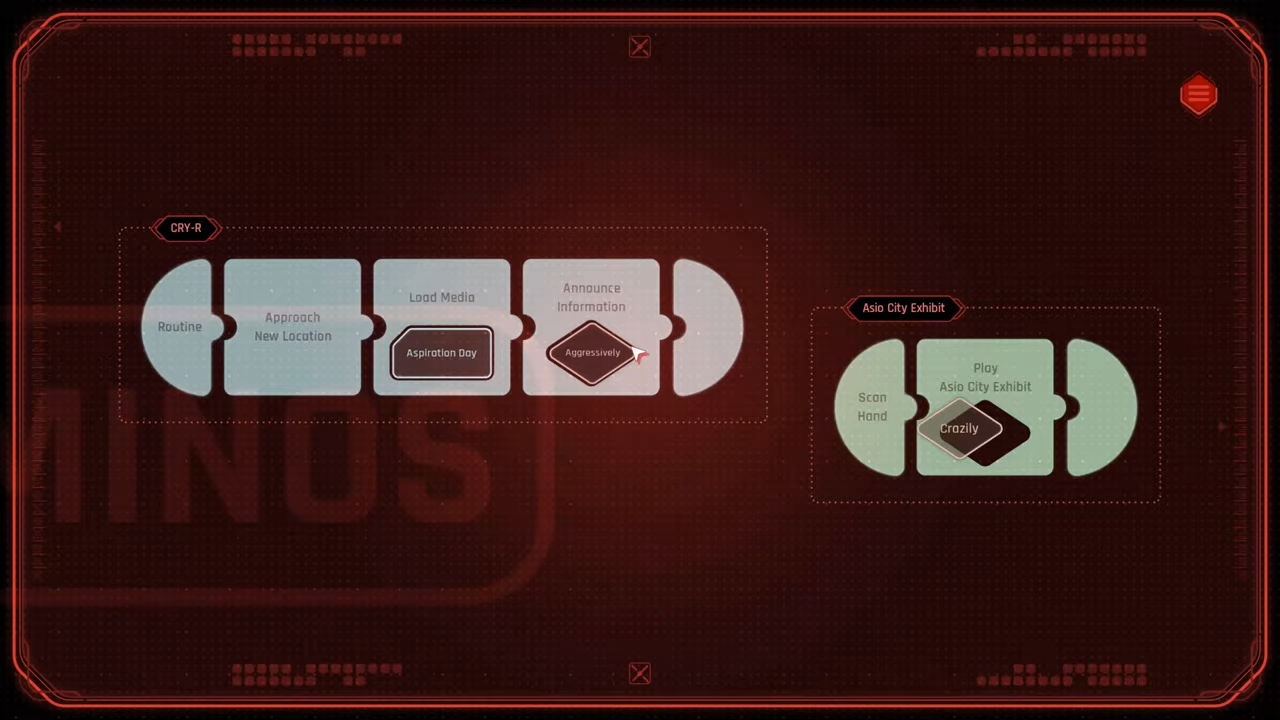 CRY-R
Routine
Approach
New Location
Load Media
Aspiration Day
Announce
Information
Aggressively
Asio City Exhibit
Scan
Hand
Play
Asio City Exhibit
Crazily
MINOS